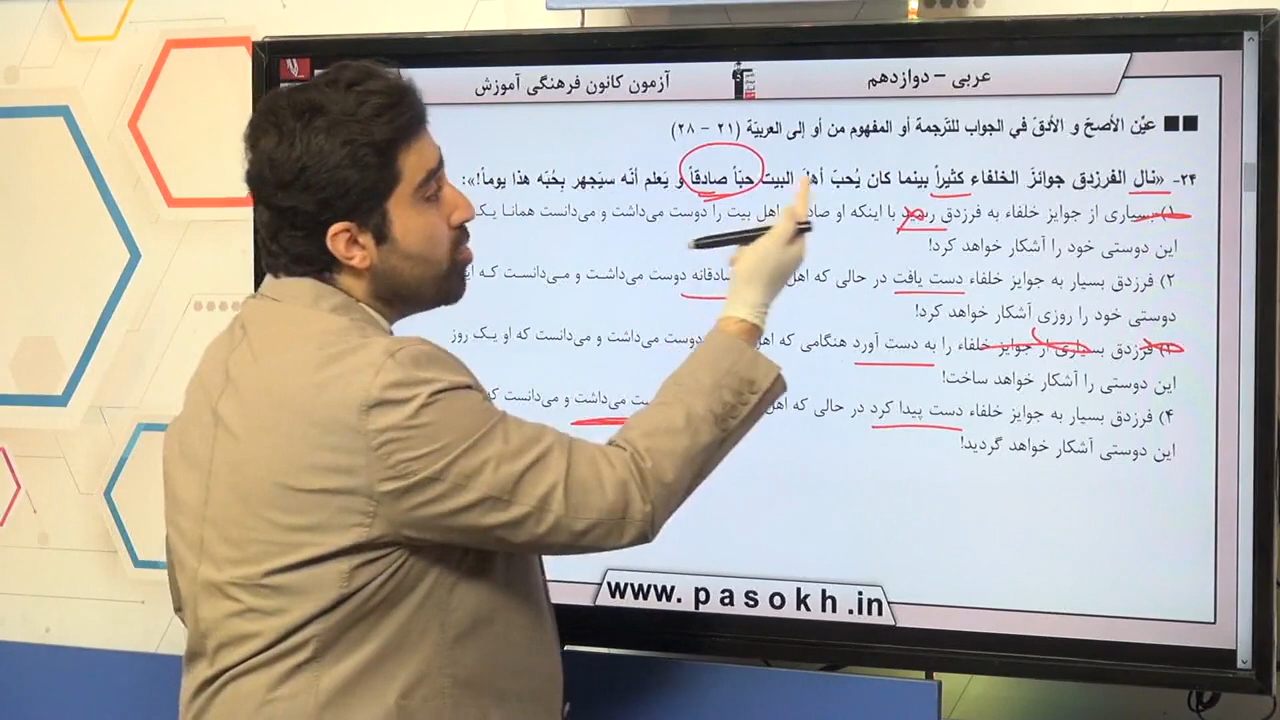 عربی – دوازدهم
آزمون کانون فرهنگی آموزش
■■ عیّن الأصحّ و الأدقّ في الجواب للتّرجمة أو المفهوم من أو إلی العربیّة (۲۱ – ۲۸)
۲۴- «نال الفرزدق جوائزَ الخلفاء کثیراً بینما کان یُحبّ أهلَ البیت حبّاً صادقاً و یَعلم أنّه سیَجهر بِحُبّه هذا یوماً!»:
۱) بسیاری از جوایز خلفاء به فرزدق رسید با اینکه او اهل بیت را دوست می‌داشت و می‌دانست همانا یک
این دوستی خود را آشکار خواهد کرد!
۲) فرزدق بسیار به جوایز خلفاء دست یافت در حالی که دوست می‌داشت و می‌دانست که
دوستی خود را روزی آشکار خواهد کرد!
۳) فرزدق بسیاری از جوایز خلفاء را به دست آورد هنگامی که دوست می‌داشت و می‌دانست که او یک روز
این دوستی را آشکار خواهد ساخت!
۴) فرزدق بسیار به جوایز خلفاء دست پیدا کرد در حالی که می‌داشت و می‌دانست که
این دوستی آشکار خواهد گردید!
www.pasokh.in